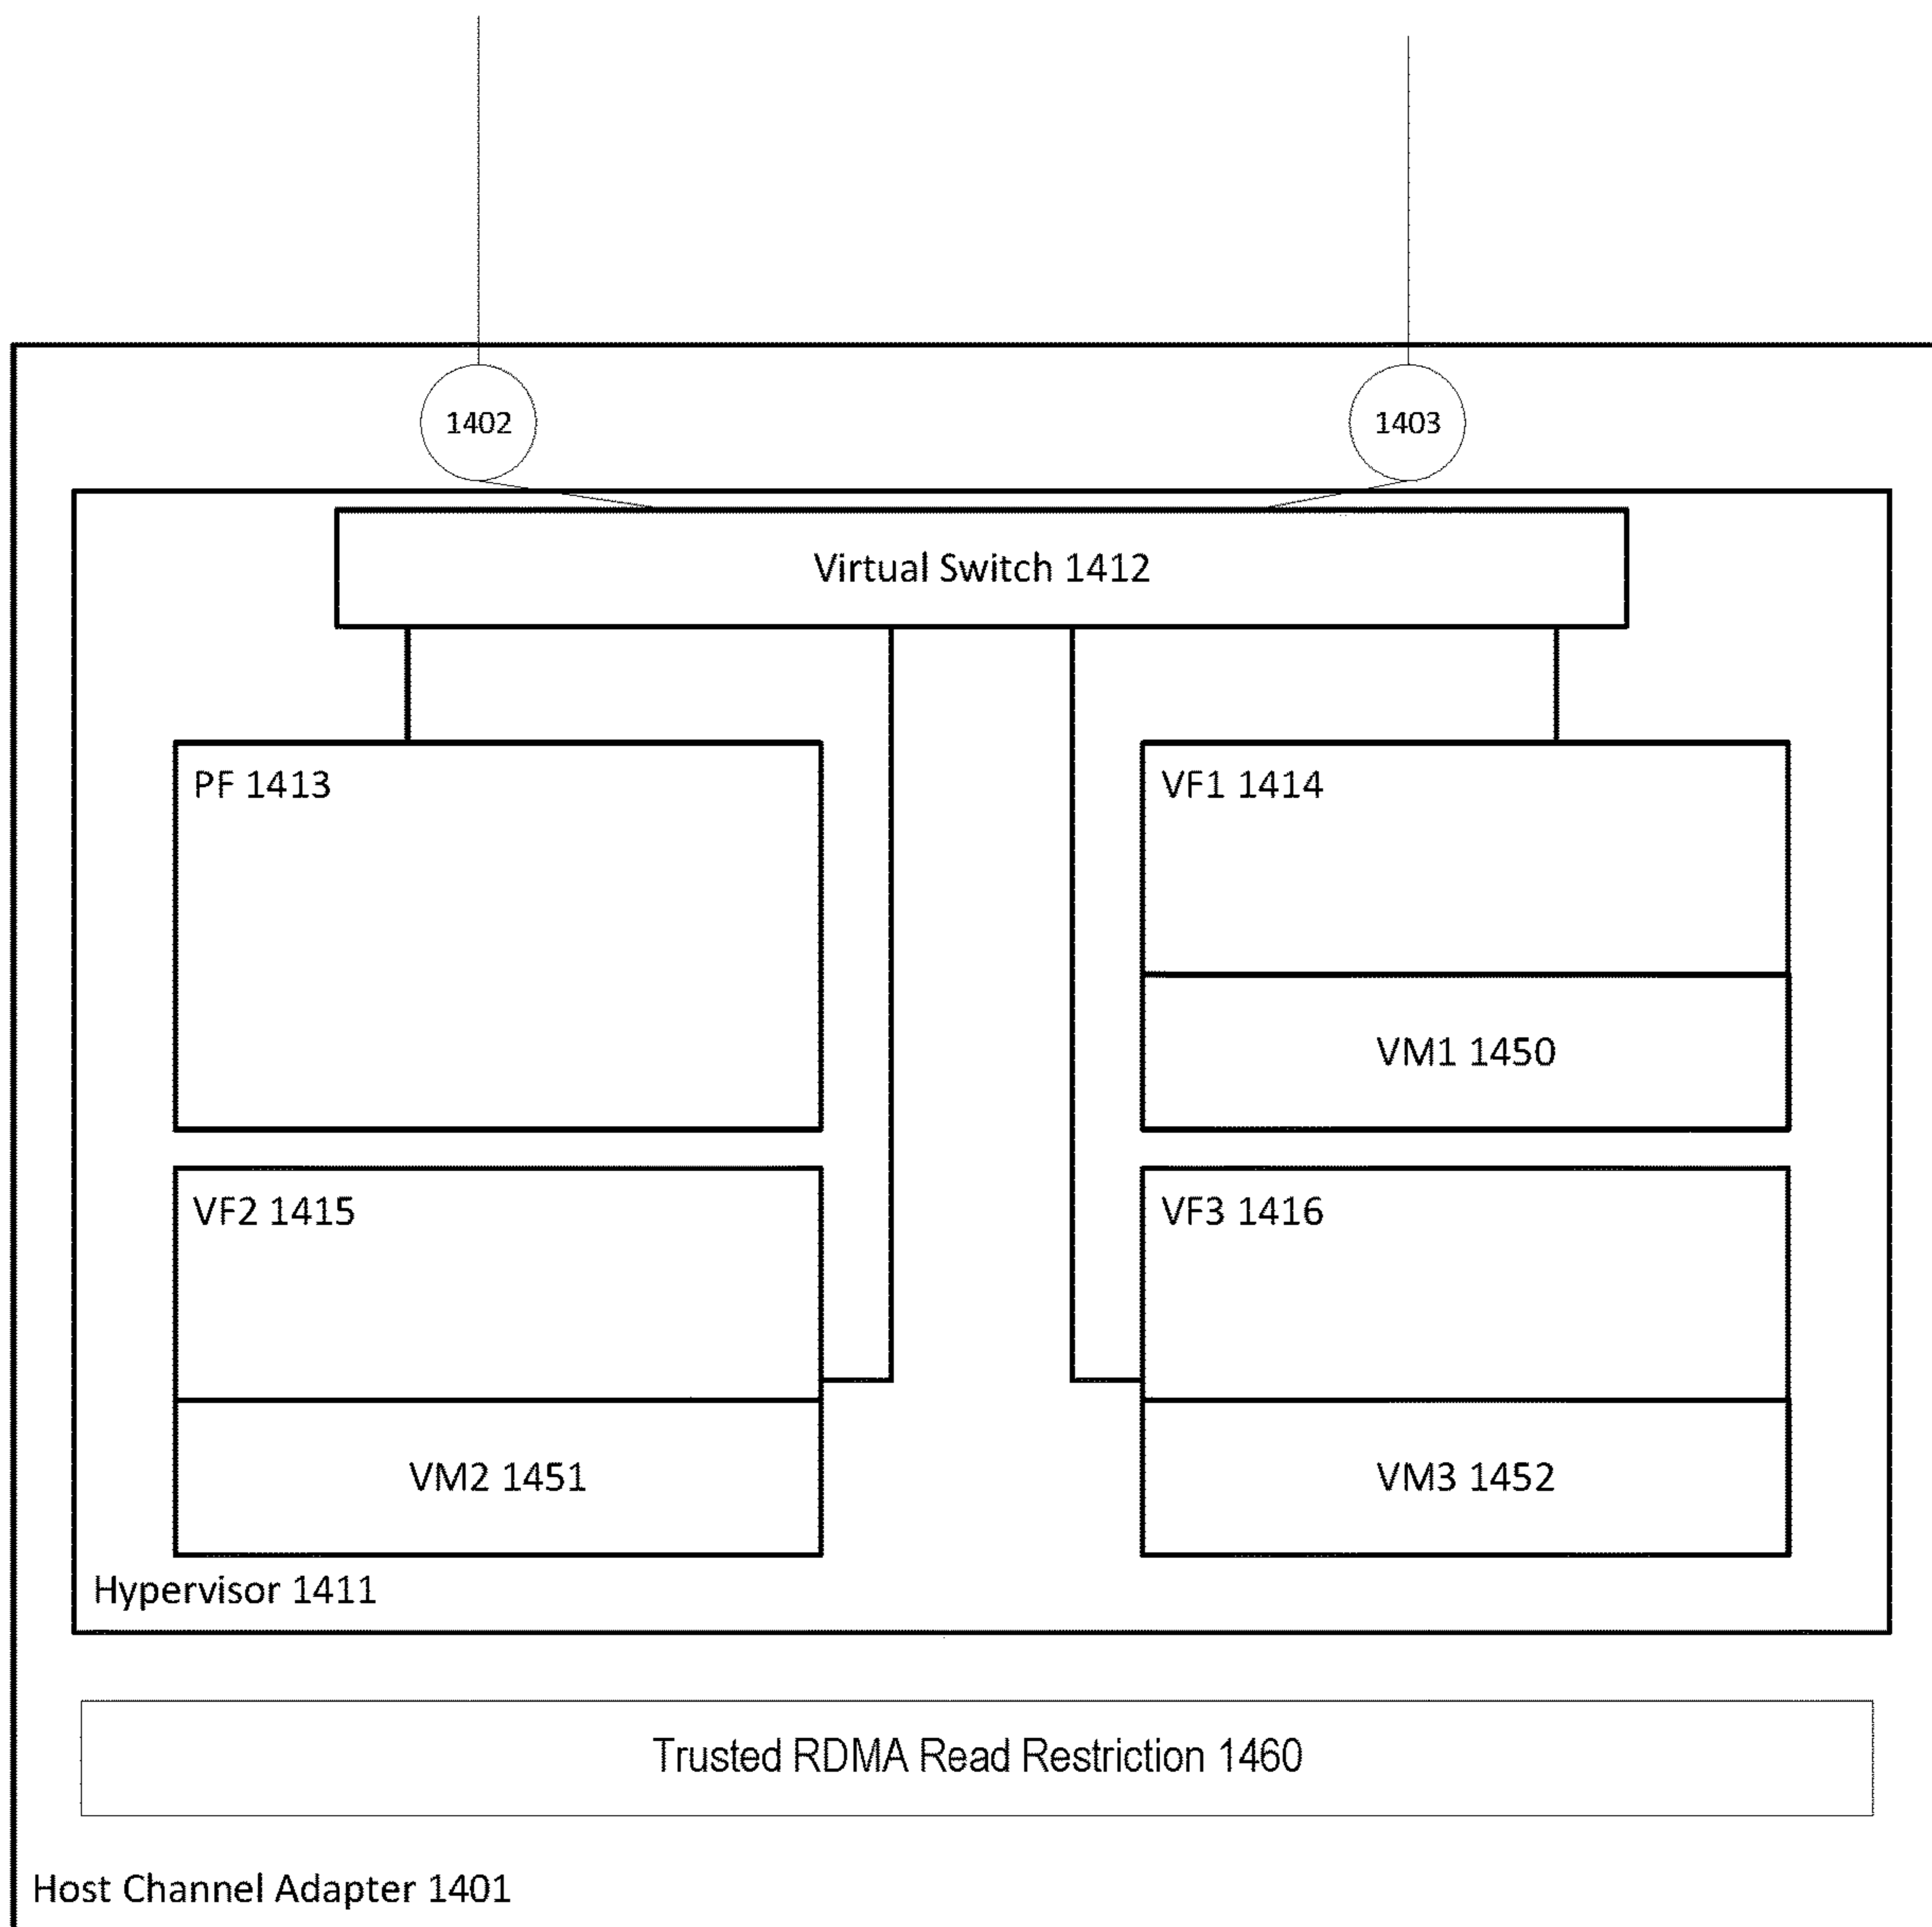 1402
1403
Virtual Switch 1412
PF 1413
VF1 1414
VM1 1450
VF2 1415
VF3 1416
VM2 1451
VM3 1452
Hypervisor 1411
Trusted RDMA Read Restriction 1460
Host Channel Adapter 1401